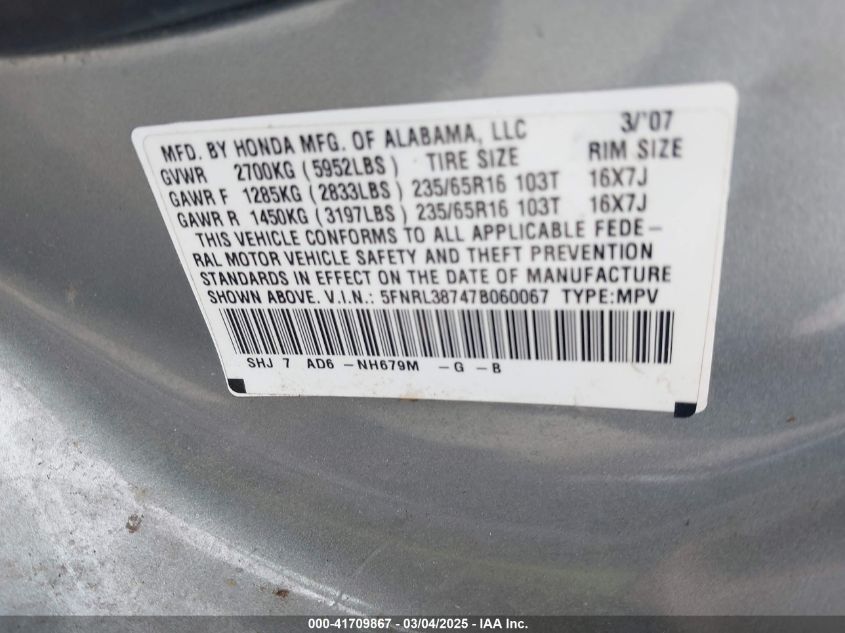 MFD. BY HONDA MFG. OF ALABAMA, LLC 3/'07
GVWR 2700KG (5952LBS) TIRE SIZE RIM SIZE
GAWR F 1285KG (2833LBS) 235/65R16 103T 16X7J
GAWR R 1450KG (3197LBS) 235/65R16 103T 16X7J
THIS VEHICLE CONFORMS TO ALL APPLICABLE FEDE-
RAL MOTOR VEHICLE SAFETY AND THEFT PREVENTION
STANDARDS IN EFFECT ON THE DATE OF MANUFACTURE
SHOWN ABOVE. V.I.N.: 5FNRL38747B060067 TYPE:MPV
SHJ 7 AD6 -NH679M -G -B
000-41709867 - 03/04/2025 - IAA Inc.